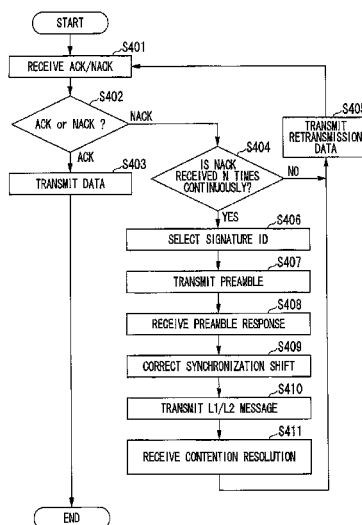 START
S401
RECEIVE ACK/NACK
S402
ACK or NACK ?
NACK
ACK
S403
TRANSMIT DATA
S404
IS NACK
RECEIVED N TIMES
CONTINUOUSLY?
NO
YES
S405
TRANSMIT
RETRANSMISSION
DATA
S406
SELECT SIGNATURE ID
S407
TRANSMIT PREAMBLE
S408
RECEIVE PREAMBLE RESPONSE
S409
CORRECT SYNCHRONIZATION SHIFT
S410
TRANSMIT L1/L2 MESSAGE
S411
RECEIVE CONTENTION RESOLUTION
END